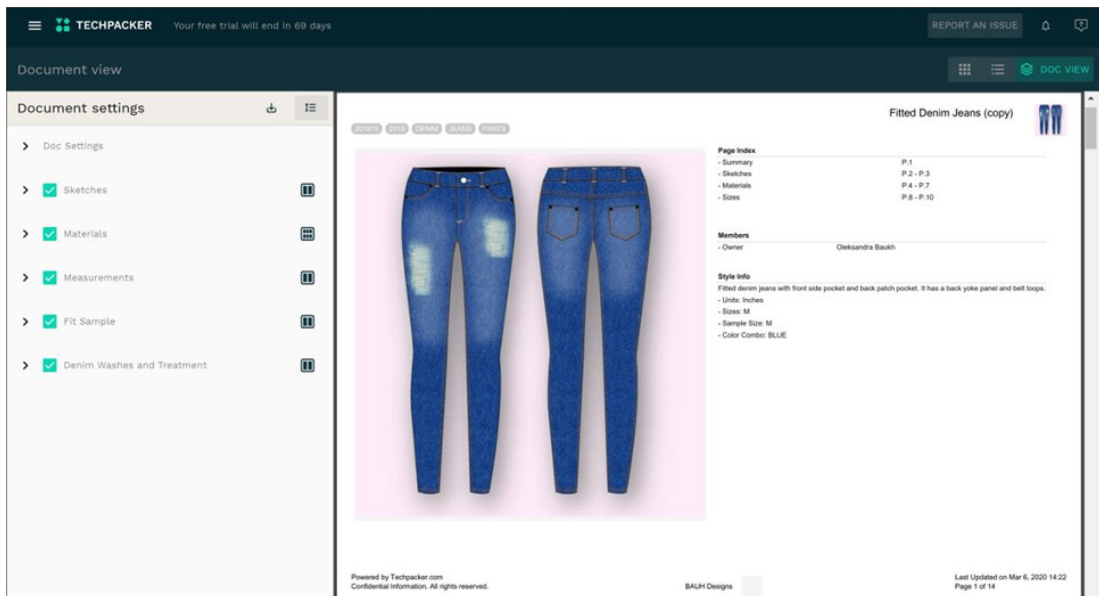 TECHPACKER Your free trial will end in 69 days REPORT AN ISSUE
Document view DOC VIEW
Document settings
Doc Settings
Sketches
Materials
Measurements
Fit Sample
Denim Washes and Treatment
Fitted Denim Jeans (copy)
201819 2019 DENIM JEANS PANTS
Page Index
- Summary P.1
- Sketches P.2 - P.3
- Materials P.4 - P.7
- Sizes P.8 - P.10
Members
- Owner Oleksandra Baukh
Style info
Fitted denim jeans with front side pocket and back patch pocket. It has a back yoke panel and belt loops.
- Units: Inches
- Sizes: M
- Sample Size: M
- Color Combo: BLUE
Powered by Techpacker.com
Confidential Information. All rights reserved.
BAUH Designs
Last Updated on Mar 6, 2020 14:22
Page 1 of 14